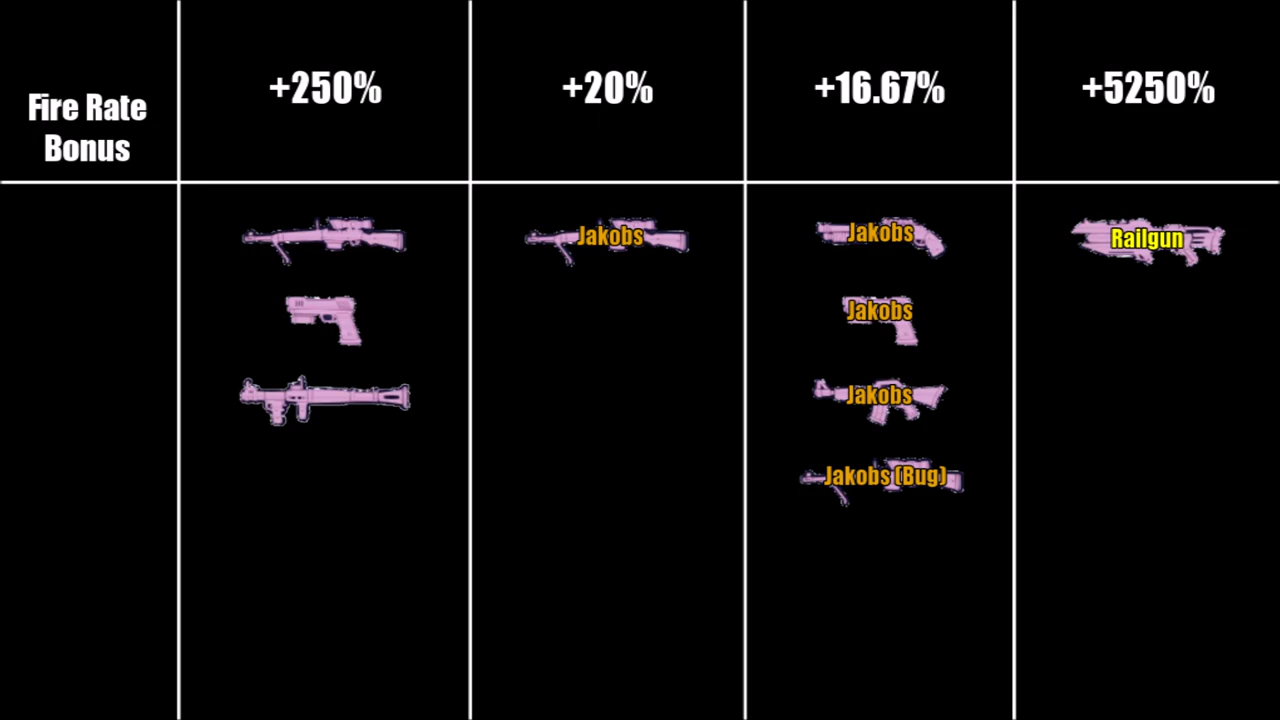 Fire Rate
Bonus
+250%
+20%
+16.67%
+5250%
Jakobs
Jakobs
Railgun
Jakobs
Jakobs
Jakobs (Bug)